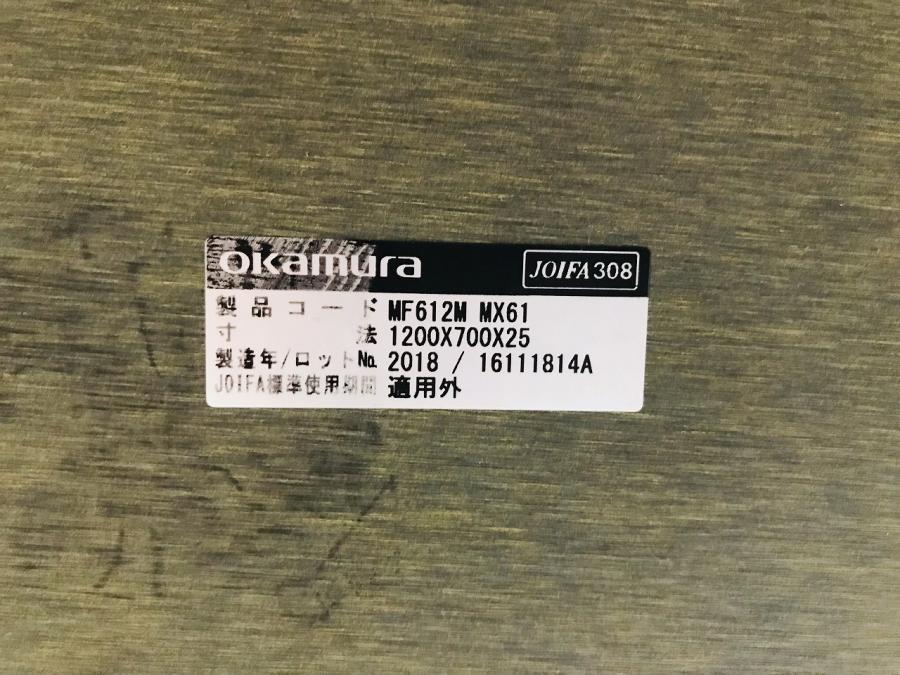 okamura
JOIFA308
製品コード MF612M MX61
寸法 1200X700X25
製造年/ロットNo. 2018 / 16111814A
JOIFA標準使用期間 適用外